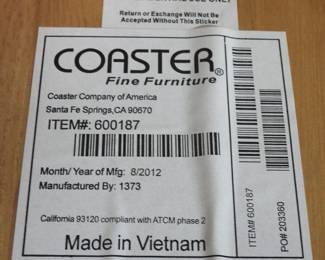 Return or Exchange Will Not Be
Accepted Without This Sticker
COASTER®
Fine Furniture
Coaster Company of America
Santa Fe Springs,CA 90670
ITEM#: 600187
Month/Year of Mfg: 8/2012
Manufactured By: 1373
California 93120 compliant with ATCM phase 2
Made in Vietnam
ITEM#:600187
PO#:203360